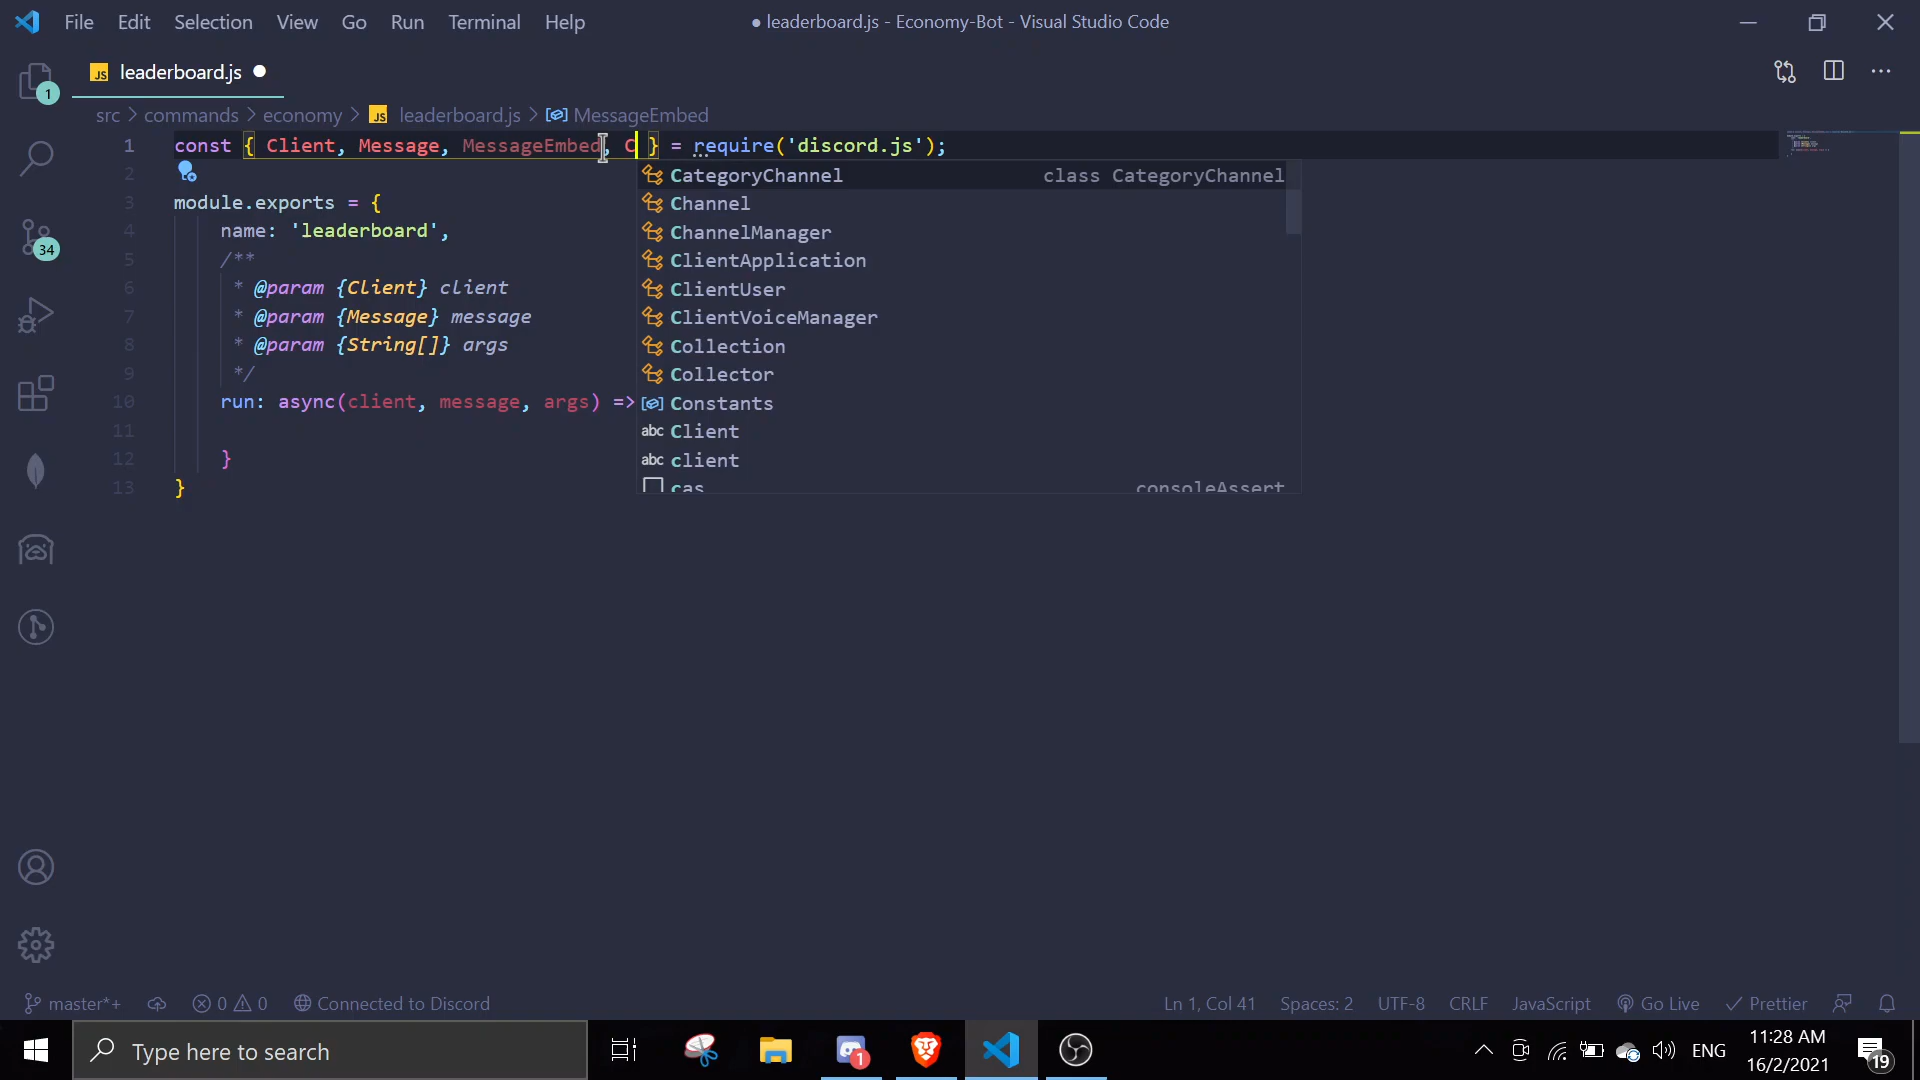 File Edit Selection View Go Run Terminal Help
● leaderboard.js - Economy-Bot - Visual Studio Code
JS leaderboard.js
src > commands > economy > JS leaderboard.js > MessageEmbed
1 const { Client, Message, MessageEmbed, C } = require('discord.js');
2
3 module.exports = {
4 name: 'leaderboard',
5 /**
6 * @param {Client} client
7 * @param {Message} message
8 * @param {String[]} args
9 */
10 run: async(client, message, args) =>
11
12 }
13 }
CategoryChannel class CategoryChannel
Channel
ChannelManager
ClientApplication
ClientUser
ClientVoiceManager
Collection
Collector
Constants
abc Client
abc client
cas consoleAssert
1
34
master*+ 0 0 Connected to Discord
Ln 1, Col 41 Spaces: 2 UTF-8 CRLF JavaScript Go Live Prettier
Type here to search
1
ENG
11:28 AM
16/2/2021
19